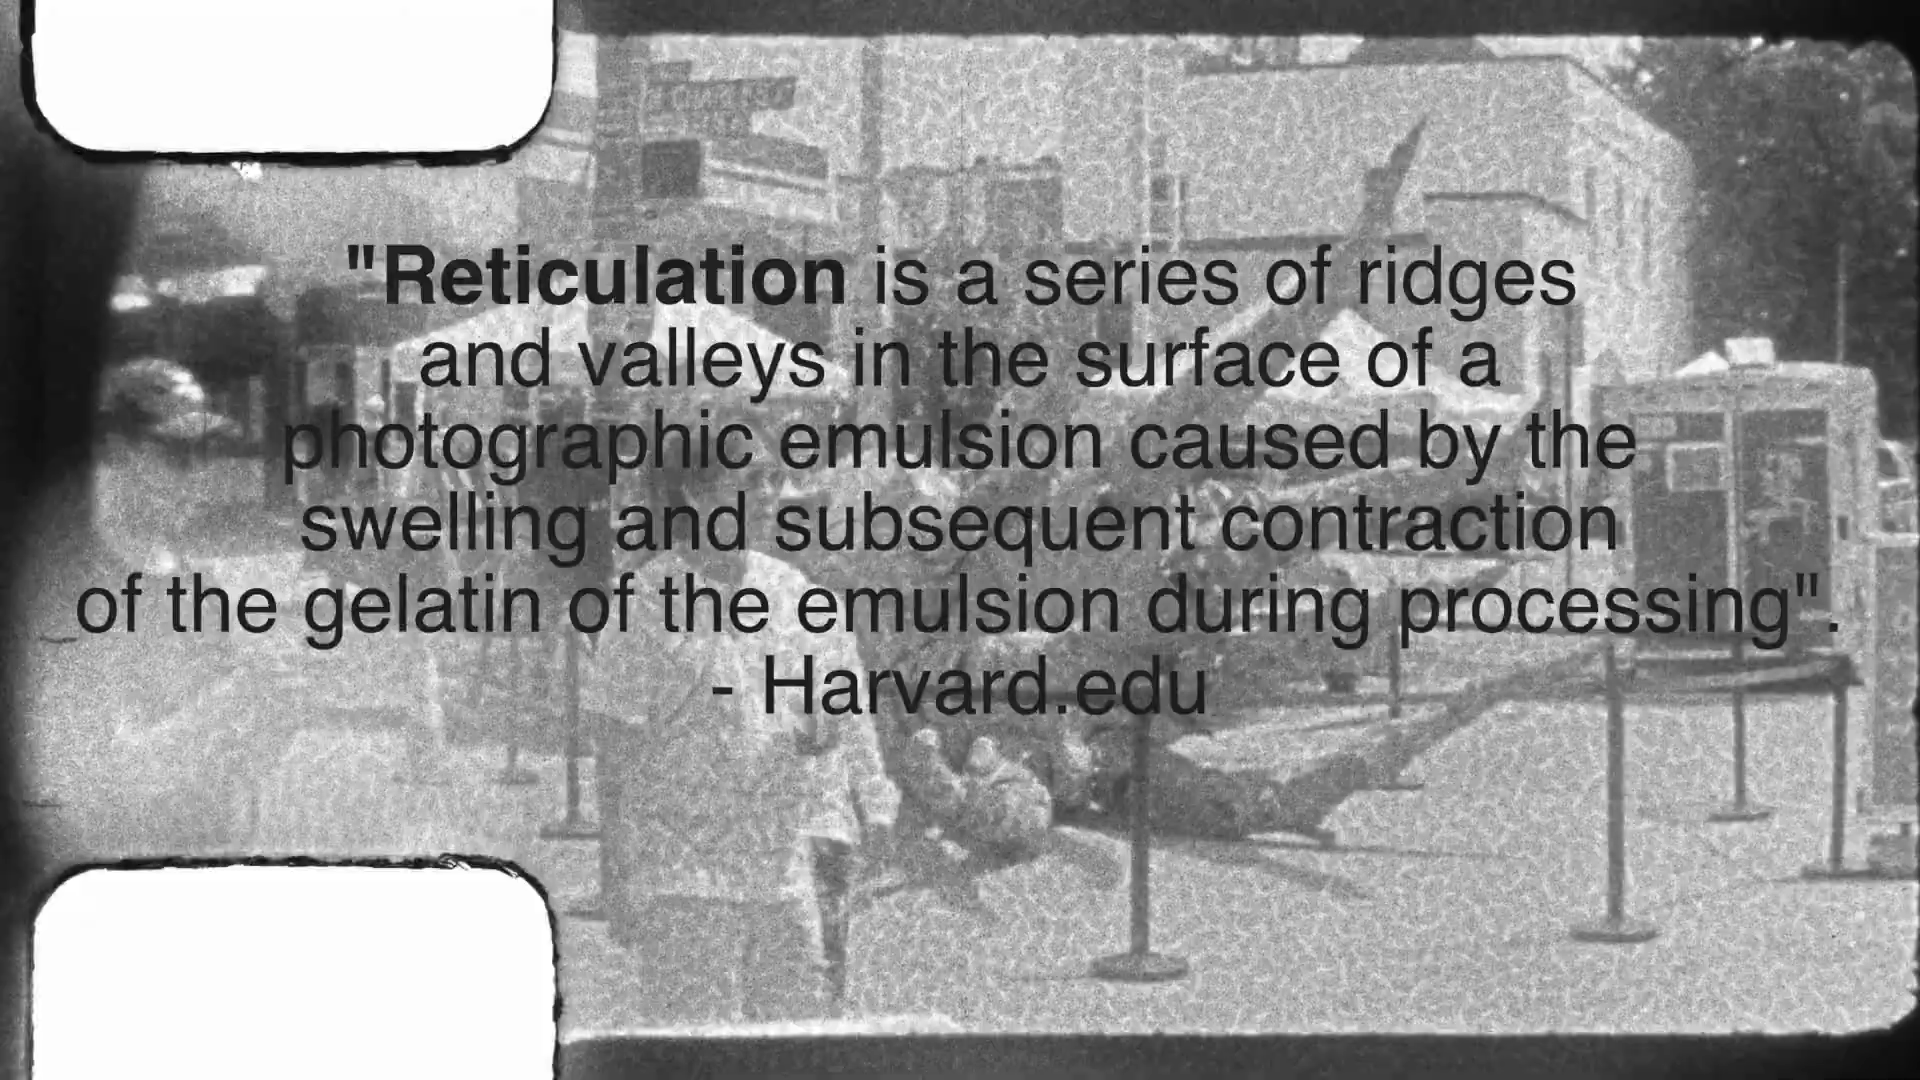 "Reticulation is a series of ridges
and valleys in the surface of a
photographic emulsion caused by the
swelling and subsequent contraction
of the gelatin of the emulsion during processing".
- Harvard.edu